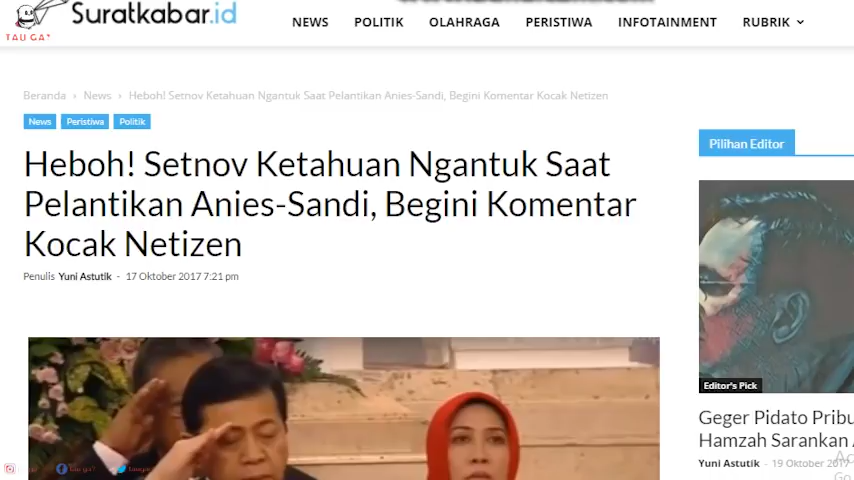 Suratkabar.id
TAU GA?
NEWS POLITIK OLAHRAGA PERISTIWA INFOTAINMENT RUBRIK
Beranda › News › Heboh! Setnov Ketahuan Ngantuk Saat Pelantikan Anies-Sandi, Begini Komentar Kocak Netizen
News Peristiwa Politik
Heboh! Setnov Ketahuan Ngantuk Saat
Pelantikan Anies-Sandi, Begini Komentar
Kocak Netizen
Penulis Yuni Astutik - 17 Oktober 2017 7:21 pm
Pilihan Editor
Editor's Pick
Geger Pidato Pribu
Hamzah Sarankan A
Yuni Astutik - 19 Oktober 2017